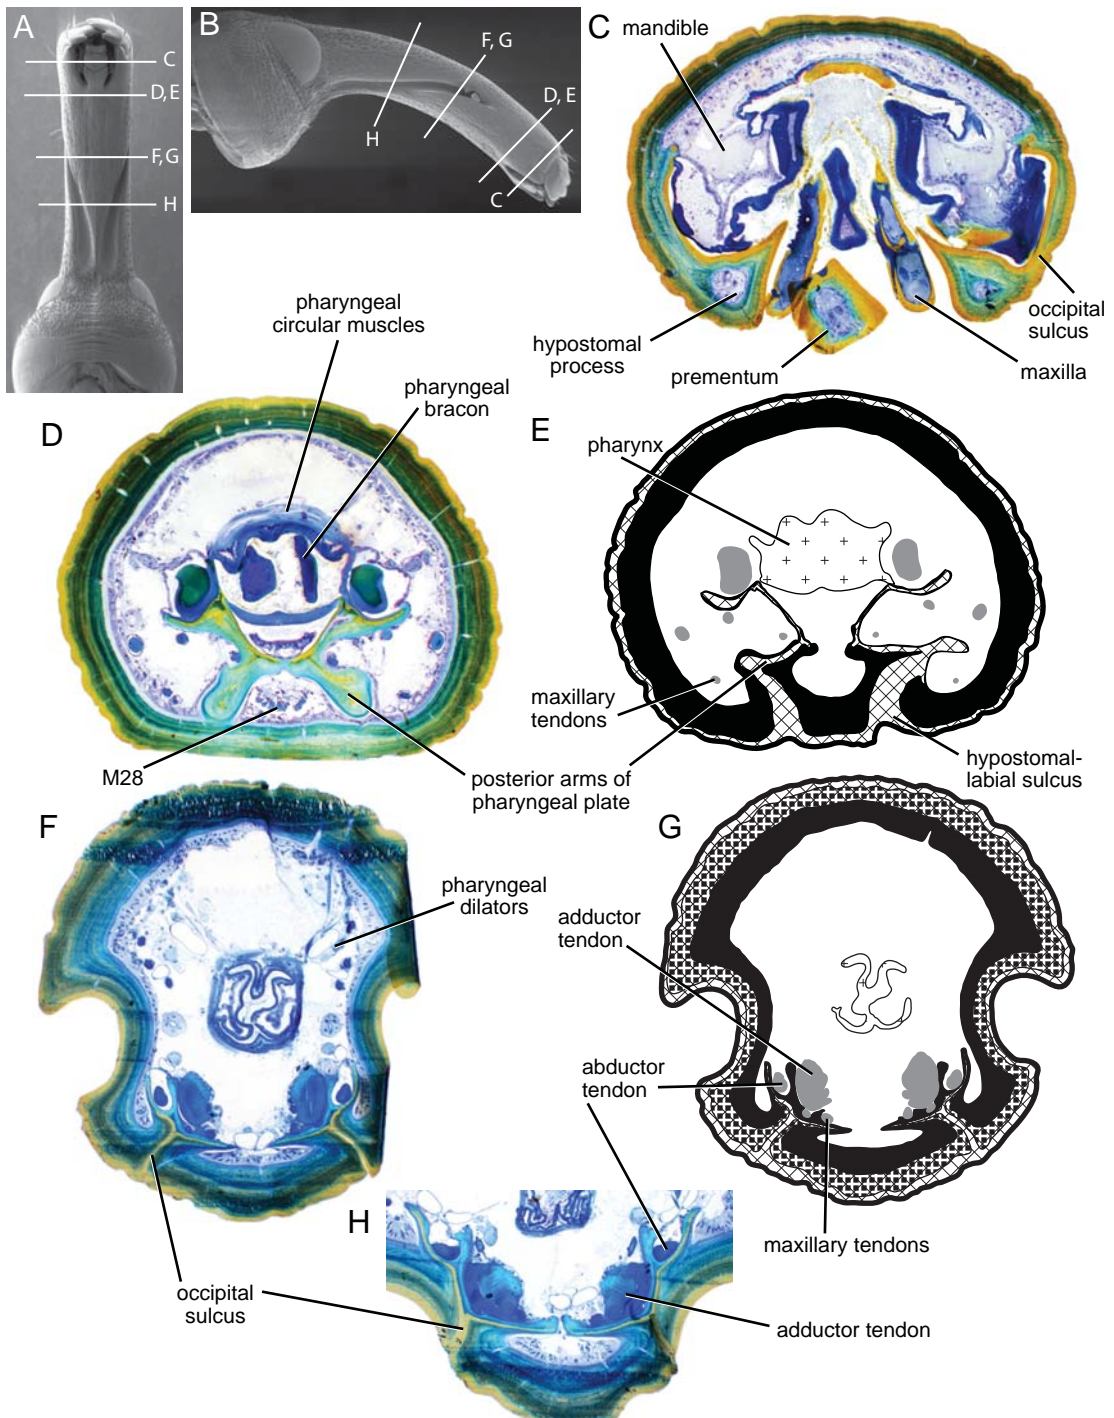 A
C
D, E
F, G
H
B
F, G
D, E
H
C
C
mandible
hypostomal
process
prementum
occipital
sulcus
maxilla
pharyngeal
circular muscles
pharyngeal
bracon
D
M28
posterior arms of
pharyngeal plate
E
pharynx
maxillary
tendons
hypostomal-
labial sulcus
F
pharyngeal
dilators
G
adductor
tendon
abductor
tendon
maxillary tendons
H
occipital
sulcus
adductor tendon